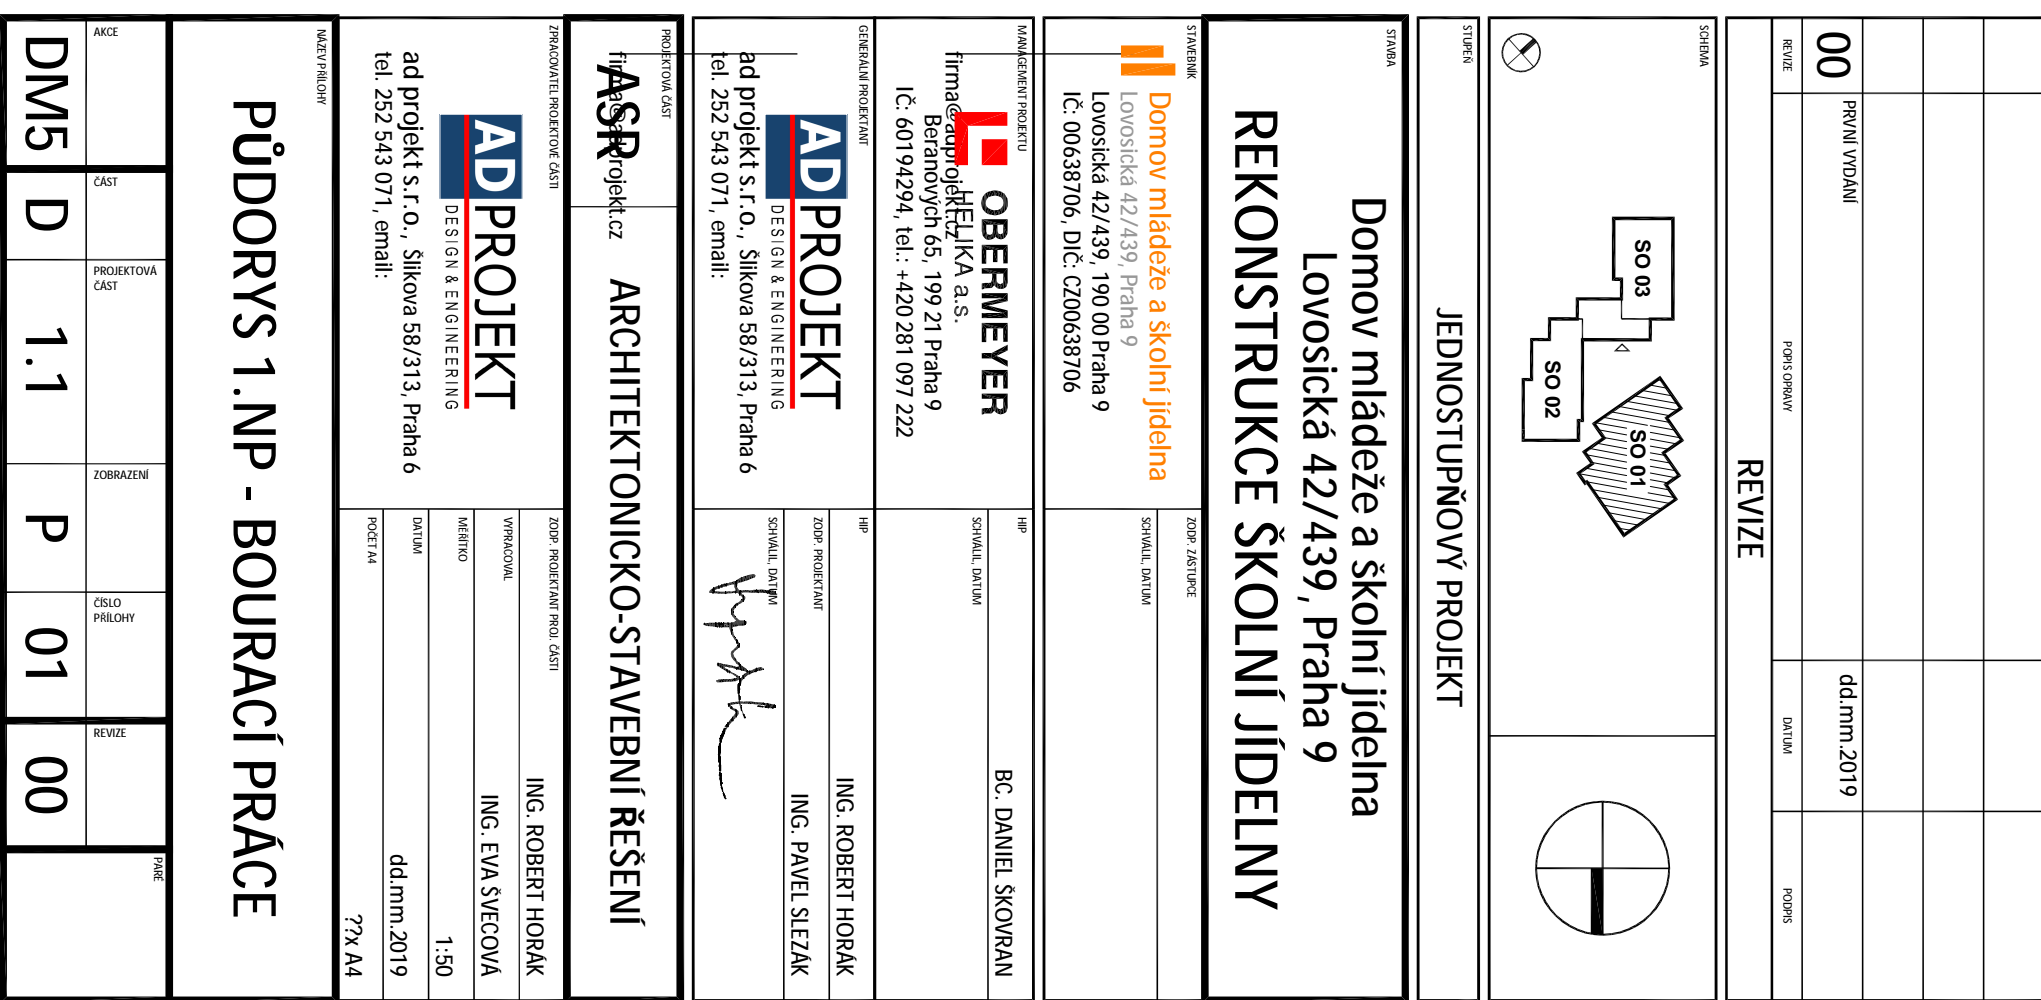 REVIZE
REVIZE
POPIS OPRAVY
DATUM
PODPIS
00
PRVNÍ VYDÁNÍ
dd.mm.2019
SCHEMA
SO 03
SO 02
SO 01
STUPEŇ
JEDNOSTUPŇOVÝ PROJEKT
STAVBA
Domov mládeže a školní jídelna
Lovosická 42/439, Praha 9
REKONSTRUKCE ŠKOLNÍ JÍDELNY
STAVEBNÍK
Domov mládeže a školní jídelna
Lovosická 42/439, Praha 9
Lovosická 42/439, 190 00 Praha 9
IČ: 00638706, DIČ: CZ00638706
ZODP. ZÁSTUPCE
SCHVÁLIL, DATUM
MANAGEMENT PROJEKTU
OBERMEYER
HELIKA a.s.
Beranových 65, 199 21 Praha 9
IČ: 60194294, tel.: +420 281 097 222
HIP
BC. DANIEL ŠKOVRAN
SCHVÁLIL, DATUM
GENERÁLNÍ PROJEKTANT
AD PROJEKT
DESIGN & ENGINEERING
ad projekt s.r.o., Šlikova 58/313, Praha 6
tel. 252 543 071, email:
firma@adprojekt.cz
HIP
ING. ROBERT HORÁK
ZODP. PROJEKTANT
ING. PAVEL SLEZÁK
SCHVÁLIL, DATUM
PROJEKTOVÁ ČÁST
ASR
ARCHITEKTONICKO-STAVEBNÍ ŘEŠENÍ
ZPRACOVATEL PROJEKTOVÉ ČÁSTI
AD PROJEKT
DESIGN & ENGINEERING
ad projekt s.r.o., Šlikova 58/313, Praha 6
tel. 252 543 071, email:
firma@adprojekt.cz
ZODP. PROJEKTANT PROJ. ČÁSTI
ING. ROBERT HORÁK
VYPRACOVAL
ING. EVA ŠVECOVÁ
MĚŘÍTKO
1:50
DATUM
dd.mm.2019
POČET A4
??x A4
NÁZEV PŘÍLOHY
PŮDORYS 1.NP - BOURACÍ PRÁCE
AKCE
DM5
ČÁST
D
PROJEKTOVÁ
ČÁST
1.1
ZOBRAZENÍ
P
ČÍSLO
PŘÍLOHY
01
REVIZE
00
PARÉ